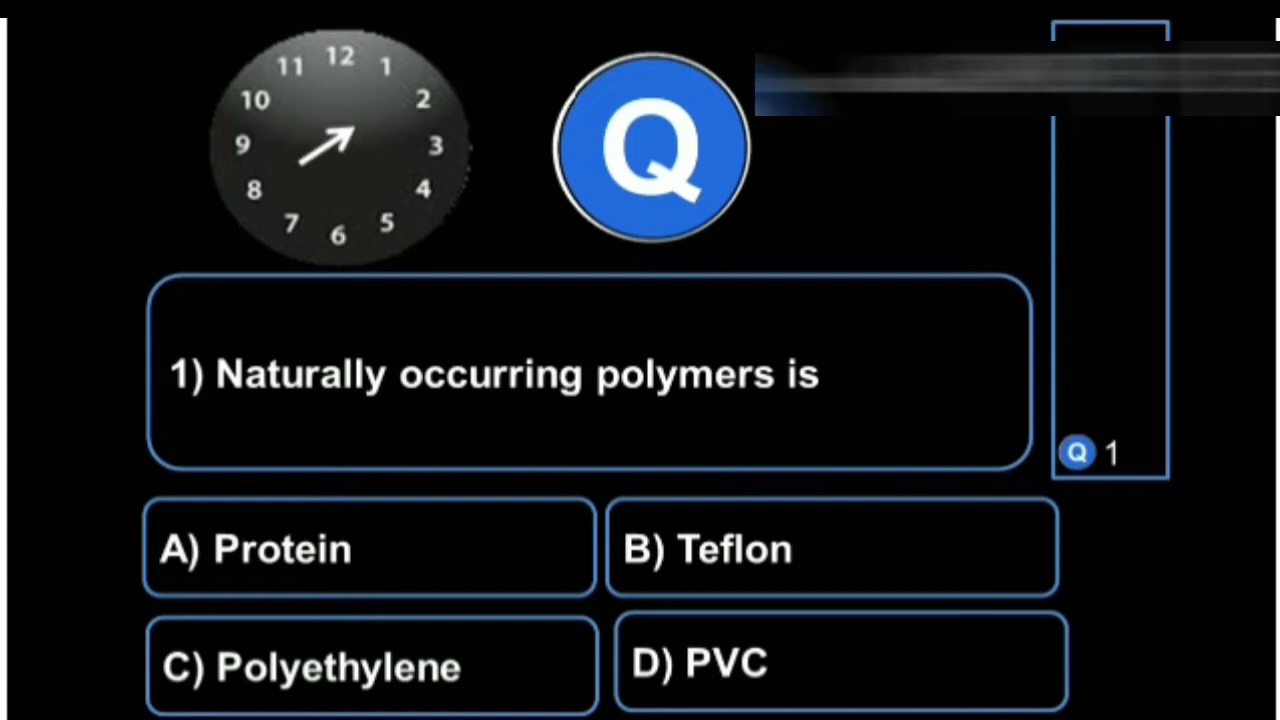 12
11 1
10 2
9 3
8 4
7 5
6
Q
1) Naturally occurring polymers is
Q 1
A) Protein
B) Teflon
C) Polyethylene
D) PVC